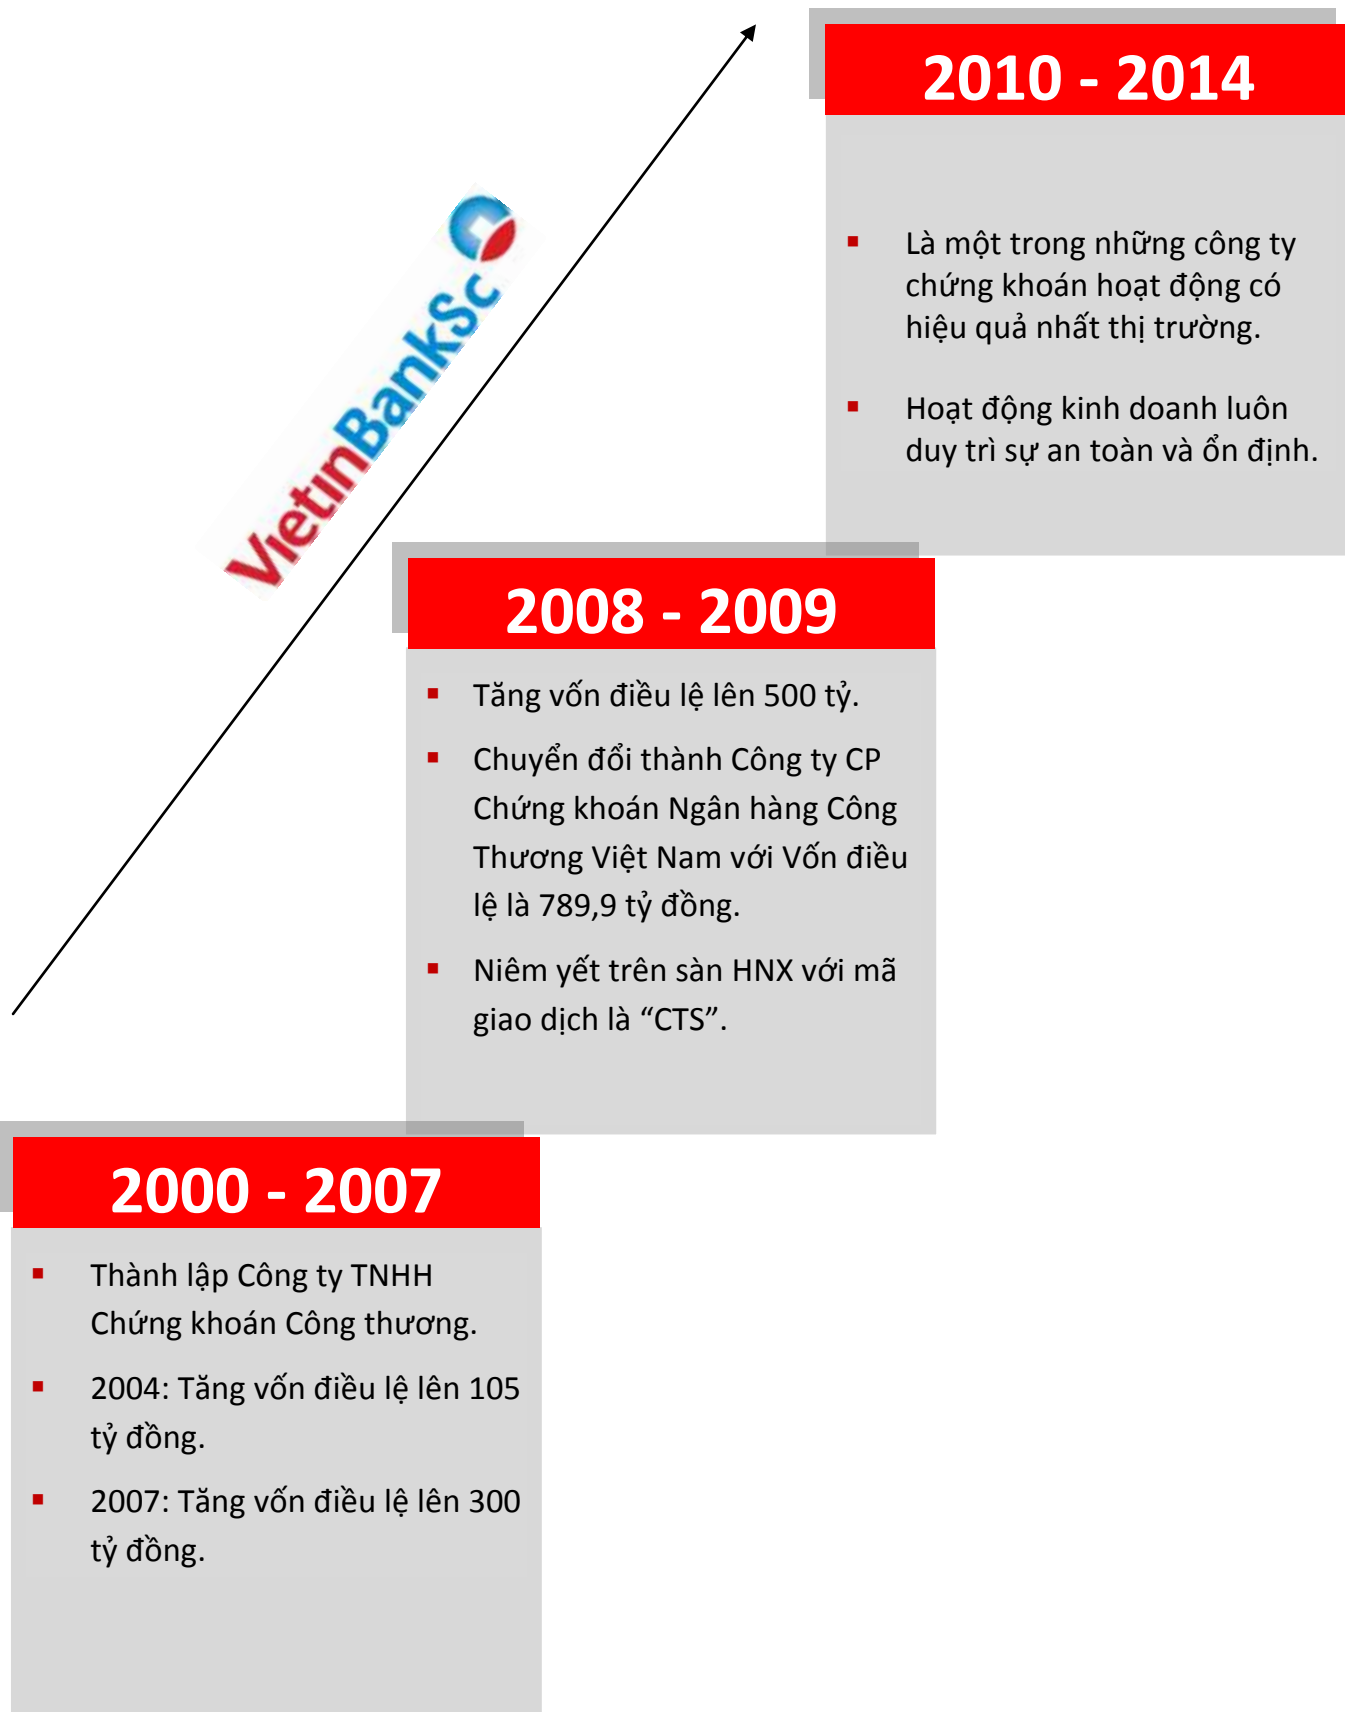 2010 - 2014
Là một trong những công ty
chứng khoán hoạt động có
hiệu quả nhất thị trường.
Hoạt động kinh doanh luôn
duy trì sự an toàn và ổn định.
VietinBankSc
2008 - 2009
Tăng vốn điều lệ lên 500 tỷ.
Chuyển đổi thành Công ty CP
Chứng khoán Ngân hàng Công
Thương Việt Nam với Vốn điều
lệ là 789,9 tỷ đồng.
Niêm yết trên sàn HNX với mã
giao dịch là “CTS”.
2000 - 2007
Thành lập Công ty TNHH
Chứng khoán Công thương.
2004: Tăng vốn điều lệ lên 105
tỷ đồng.
2007: Tăng vốn điều lệ lên 300
tỷ đồng.